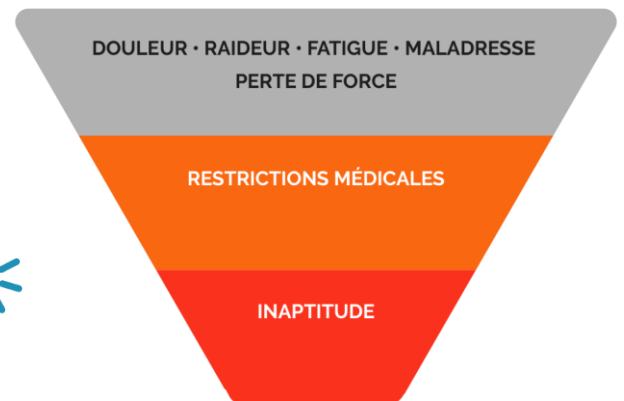 DOULEUR · RAIDEUR · FATIGUE · MALADRESSE
PERTE DE FORCE
RESTRICTIONS MÉDICALES
INAPTITUDE